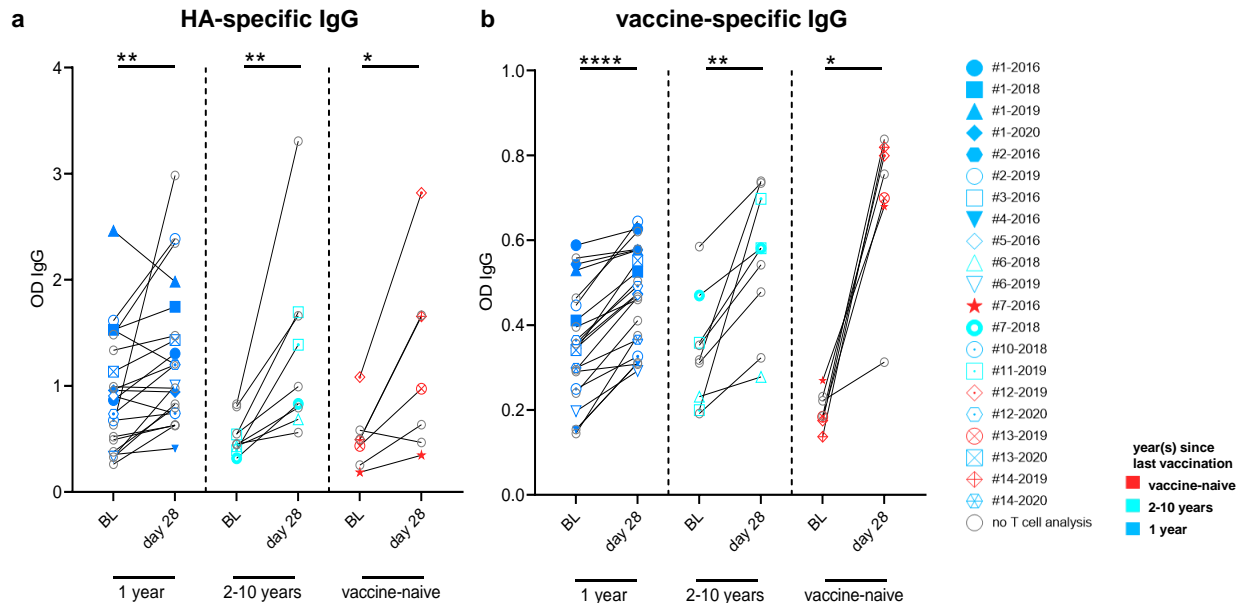 a
HA-specific IgG
**
**
*
OD IgG
4
3
2
1
0
BL
day 28
BL
day 28
BL
day 28
1 year
2-10 years
vaccine-naive
b
vaccine-specific IgG
****
**
*
OD IgG
1.0
0.8
0.6
0.4
0.2
0.0
BL
day 28
BL
day 28
BL
day 28
1 year
2-10 years
vaccine-naive
#1-2016
#1-2018
#1-2019
#1-2020
#2-2016
#2-2019
#3-2016
#4-2016
#5-2016
#6-2018
#6-2019
#7-2016
#7-2018
#10-2018
#11-2019
#12-2019
#12-2020
#13-2019
#13-2020
#14-2019
#14-2020
no T cell analysis
year(s) since
last vaccination
vaccine-naive
2-10 years
1 year